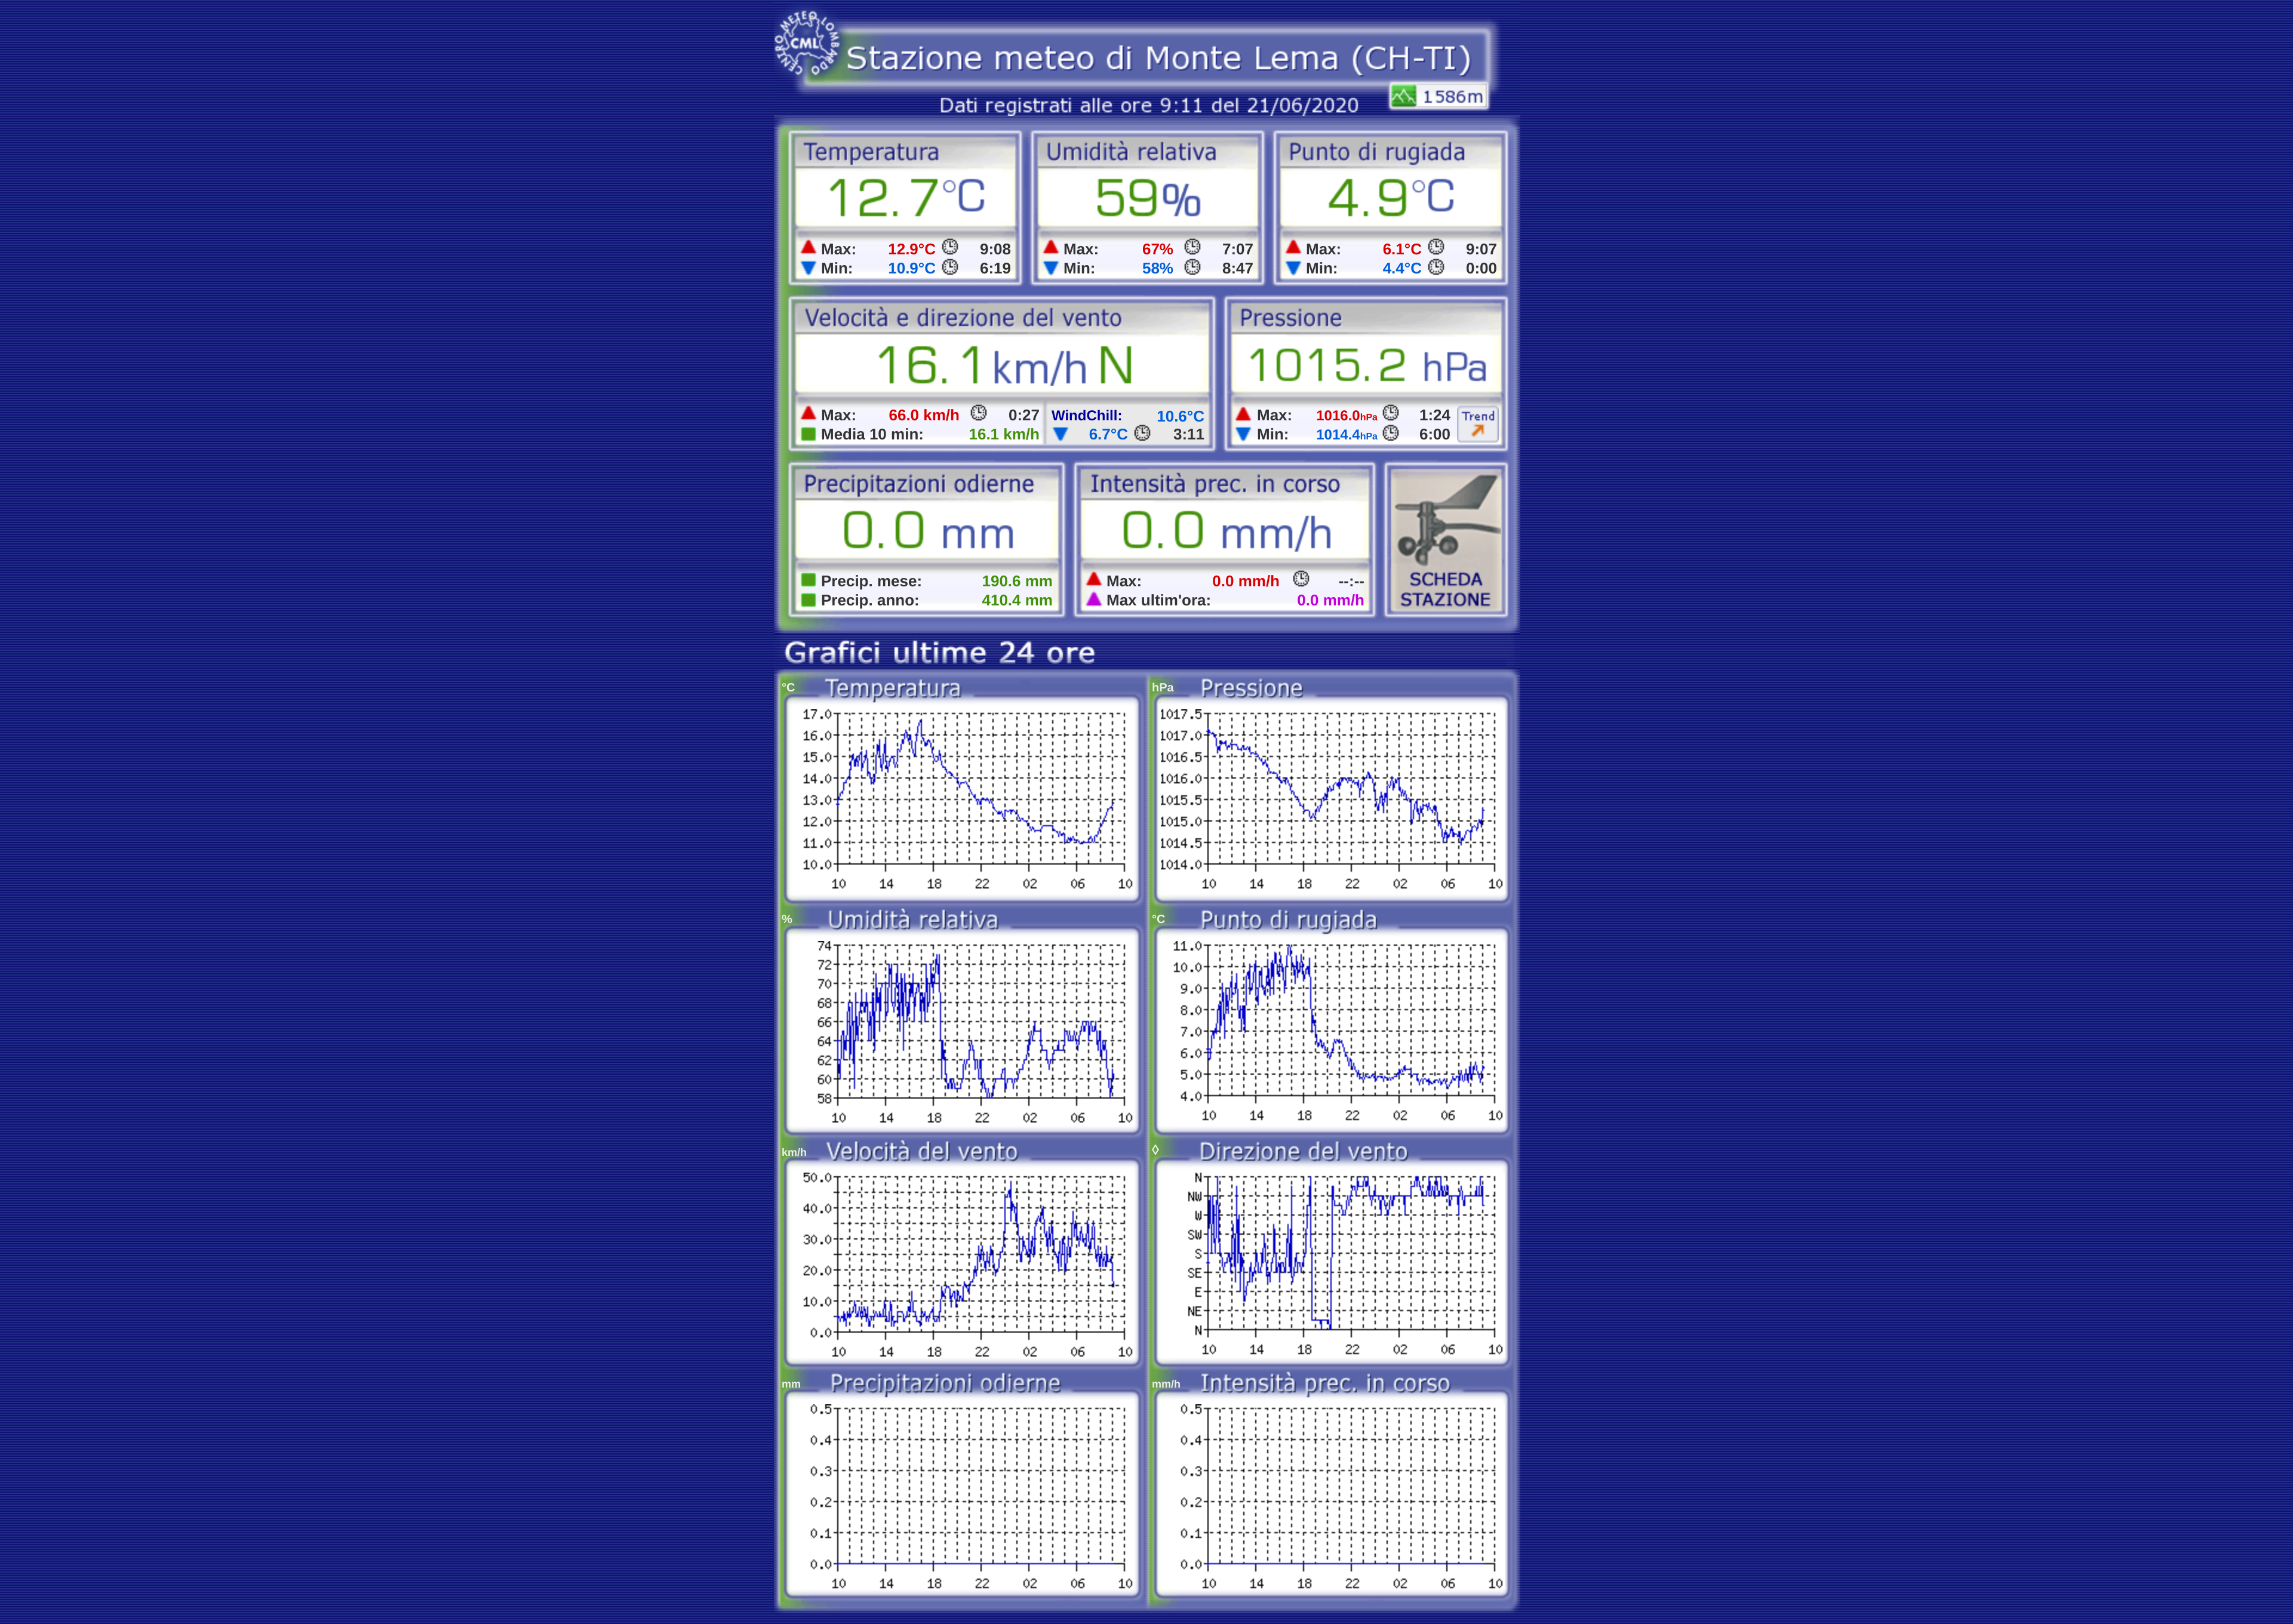 CENTRO METEO LOMBARDO
CML
Stazione meteo di Monte Lema (CH-TI)
1586m
Dati registrati alle ore 9:11 del 21/06/2020
Temperatura
12.7°C
Max: 12.9°C 9:08
Min: 10.9°C 6:19
Umidità relativa
59%
Max: 67% 7:07
Min: 58% 8:47
Punto di rugiada
4.9°C
Max: 6.1°C 9:07
Min: 4.4°C 0:00
Velocità e direzione del vento
16.1 km/h N
Max: 66.0 km/h 0:27
Media 10 min: 16.1 km/h
WindChill: 10.6°C
6.7°C 3:11
Pressione
1015.2 hPa
Max: 1016.0hPa 1:24
Min: 1014.4hPa 6:00
Trend
Precipitazioni odierne
0.0 mm
Precip. mese: 190.6 mm
Precip. anno: 410.4 mm
Intensità prec. in corso
0.0 mm/h
Max: 0.0 mm/h --:--
Max ultim'ora: 0.0 mm/h
SCHEDA
STAZIONE
Grafici ultime 24 ore
°C Temperatura
17.0
16.0
15.0
14.0
13.0
12.0
11.0
10.0
10 14 18 22 02 06 10
hPa Pressione
1017.5
1017.0
1016.5
1016.0
1015.5
1015.0
1014.5
1014.0
10 14 18 22 02 06 10
% Umidità relativa
74
72
70
68
66
64
62
60
58
10 14 18 22 02 06 10
°C Punto di rugiada
11.0
10.0
9.0
8.0
7.0
6.0
5.0
4.0
10 14 18 22 02 06 10
km/h Velocità del vento
50.0
40.0
30.0
20.0
10.0
0.0
10 14 18 22 02 06 10
◊ Direzione del vento
N
NW
W
SW
S
SE
E
NE
N
10 14 18 22 02 06 10
mm Precipitazioni odierne
0.5
0.4
0.3
0.2
0.1
0.0
10 14 18 22 02 06 10
mm/h Intensità prec. in corso
0.5
0.4
0.3
0.2
0.1
0.0
10 14 18 22 02 06 10